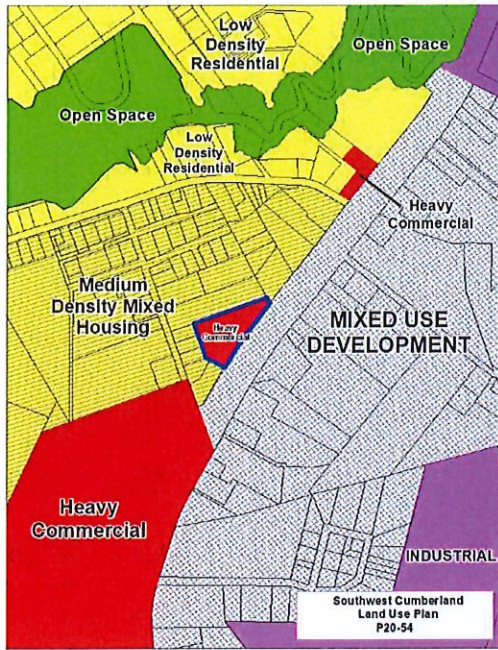 Low
Density
Residential
Open Space
Open Space
Low
Density
Residential
Heavy
Commercial
Medium
Density Mixed
Housing
Heavy
Commercial
MIXED USE
DEVELOPMENT
Heavy
Commercial
INDUSTRIAL
Southwest Cumberland
Land Use Plan
P20-54